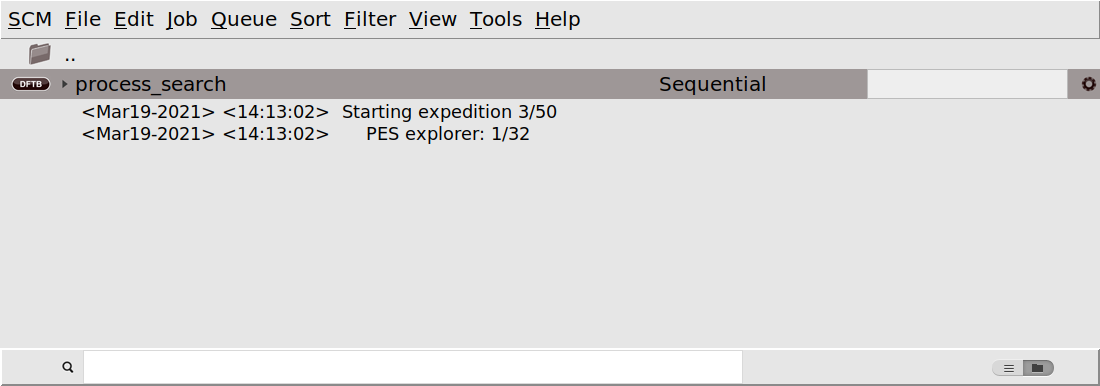 SCM File Edit Job Queue Sort Filter View Tools Help
..
DFTB process_search Sequential
<Mar19-2021> <14:13:02> Starting expedition 3/50
<Mar19-2021> <14:13:02> PES explorer: 1/32